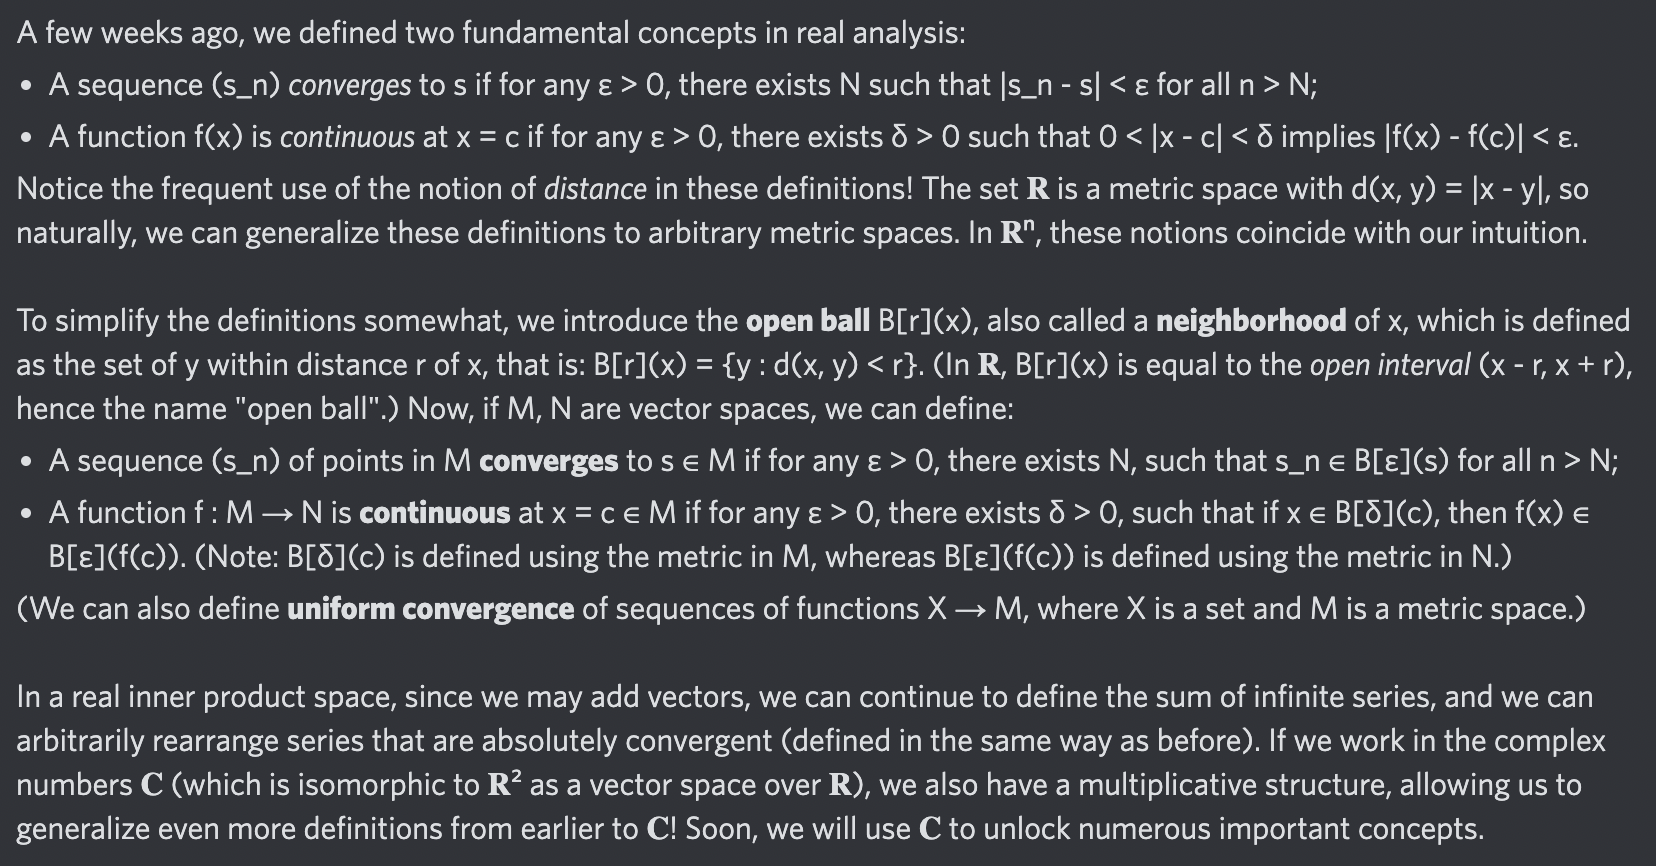 A few weeks ago, we defined two fundamental concepts in real analysis:
• A sequence (s_n) converges to s if for any ε > 0, there exists N such that |s_n - s| < ε for all n > N;
• A function f(x) is continuous at x = c if for any ε > 0, there exists δ > 0 such that 0 < |x - c| < δ implies |f(x) - f(c)| < ε.
Notice the frequent use of the notion of distance in these definitions! The set 𝐑 is a metric space with d(x, y) = |x - y|, so
naturally, we can generalize these definitions to arbitrary metric spaces. In 𝐑ⁿ, these notions coincide with our intuition.
To simplify the definitions somewhat, we introduce the open ball B[r](x), also called a neighborhood of x, which is defined
as the set of y within distance r of x, that is: B[r](x) = {y : d(x, y) < r}. (In 𝐑, B[r](x) is equal to the open interval (x - r, x + r),
hence the name "open ball".) Now, if M, N are vector spaces, we can define:
• A sequence (s_n) of points in M converges to s ∈ M if for any ε > 0, there exists N, such that s_n ∈ B[ε](s) for all n > N;
• A function f : M → N is continuous at x = c ∈ M if for any ε > 0, there exists δ > 0, such that if x ∈ B[δ](c), then f(x) ∈
B[ε](f(c)). (Note: B[δ](c) is defined using the metric in M, whereas B[ε](f(c)) is defined using the metric in N.)
(We can also define uniform convergence of sequences of functions X → M, where X is a set and M is a metric space.)
In a real inner product space, since we may add vectors, we can continue to define the sum of infinite series, and we can
arbitrarily rearrange series that are absolutely convergent (defined in the same way as before). If we work in the complex
numbers 𝐂 (which is isomorphic to 𝐑² as a vector space over 𝐑), we also have a multiplicative structure, allowing us to
generalize even more definitions from earlier to 𝐂! Soon, we will use 𝐂 to unlock numerous important concepts.